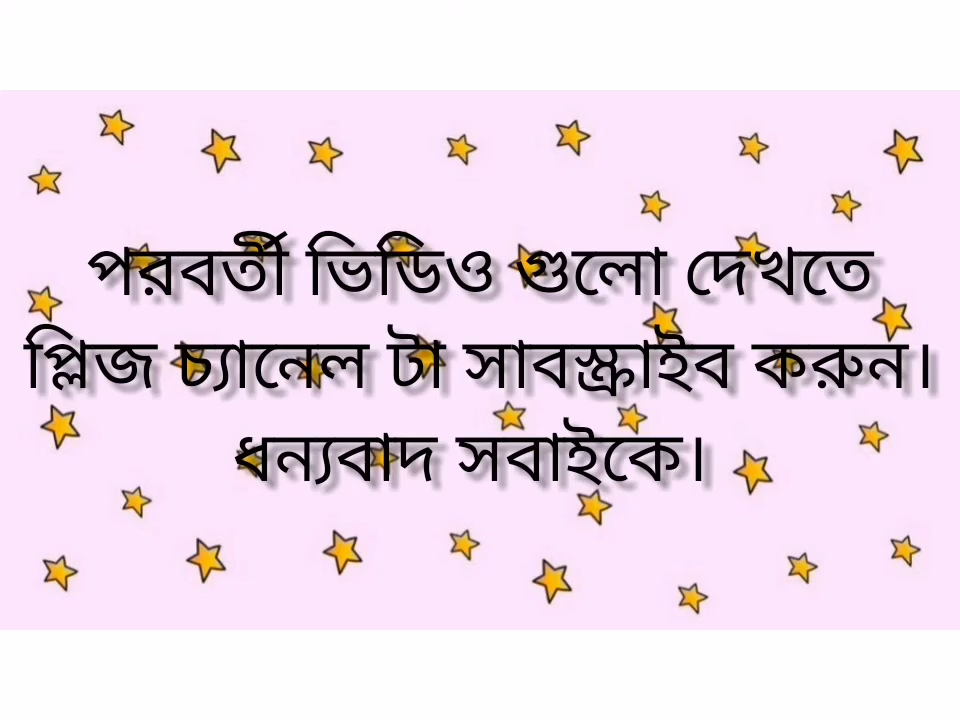 পরবর্তী ভিডিও গুলো দেখতে
প্লিজ চ্যানেল টা সাবস্ক্রাইব করুন।
ধন্যবাদ সবাইকে।